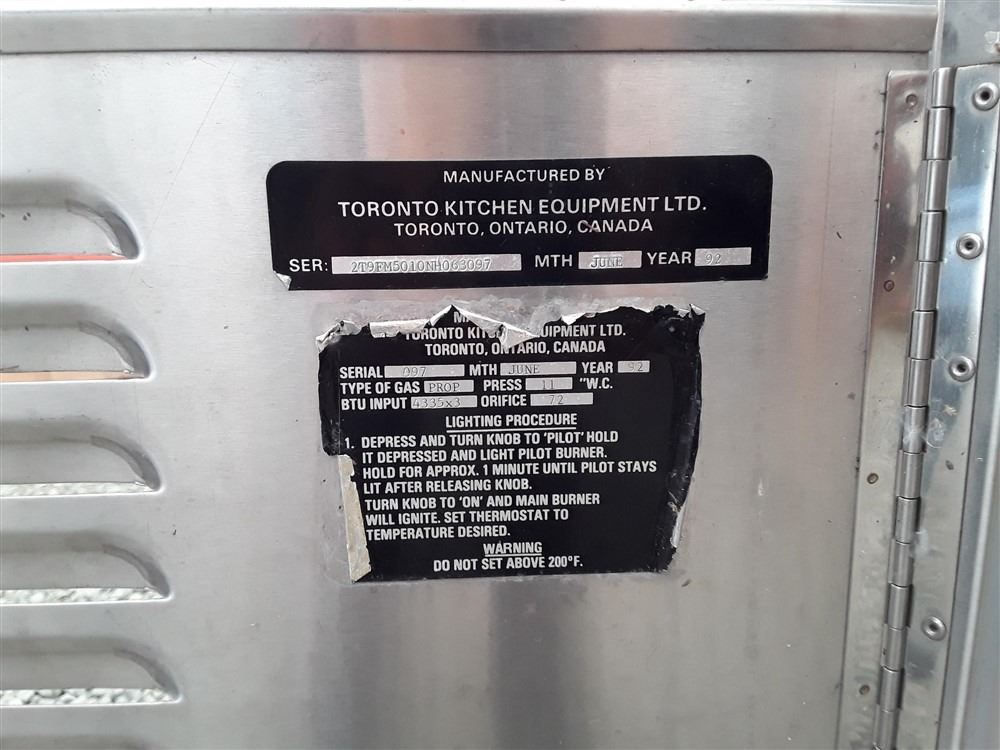 MANUFACTURED BY
TORONTO KITCHEN EQUIPMENT LTD.
TORONTO, ONTARIO, CANADA
SER: 2T9FM5010NH063097 MTH JUNE YEAR 92
TORONTO EQUIPMENT LTD.
TORONTO, ONTARIO, CANADA
SERIAL 097 MTH JUNE YEAR 92
TYPE OF GAS PROP PRESS 11 "W.C.
BTU INPUT 4335x3 ORIFICE 72
LIGHTING PROCEDURE
1. DEPRESS AND TURN KNOB TO 'PILOT' HOLD
IT DEPRESSED AND LIGHT PILOT BURNER.
HOLD FOR APPROX. 1 MINUTE UNTIL PILOT STAYS
LIT AFTER RELEASING KNOB.
TURN KNOB TO 'ON' AND MAIN BURNER
WILL IGNITE. SET THERMOSTAT TO
TEMPERATURE DESIRED.
WARNING
DO NOT SET ABOVE 200°F.